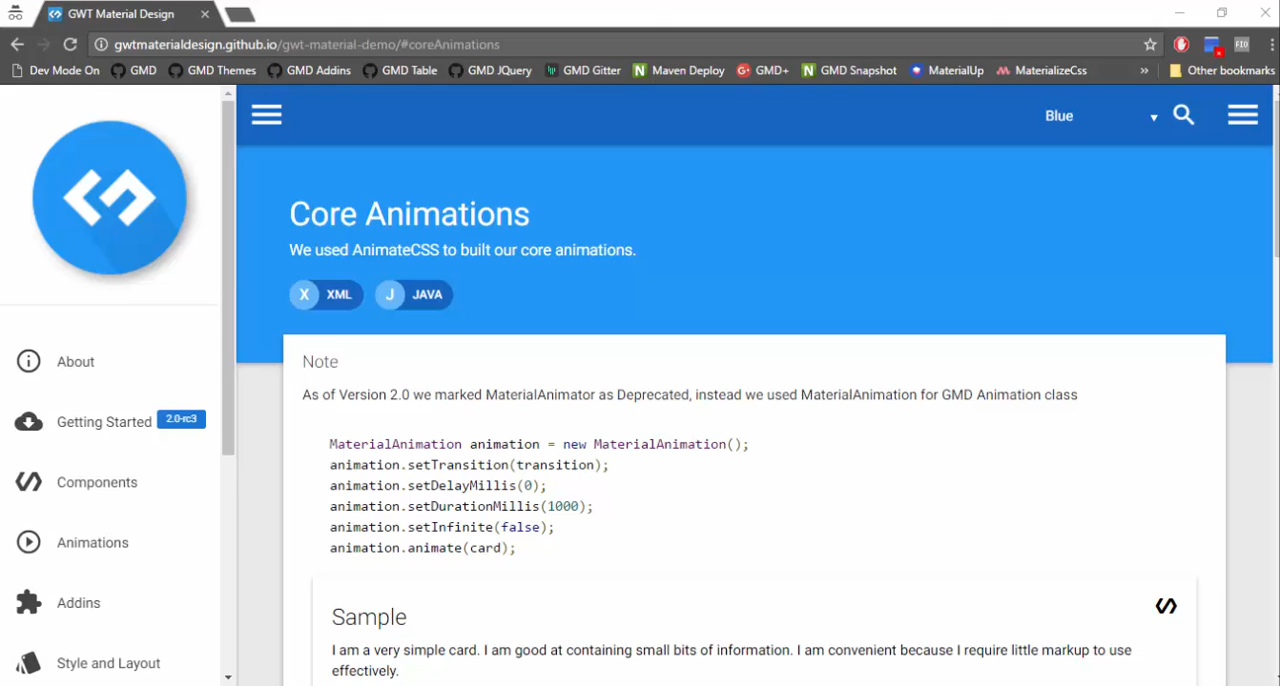 GWT Material Design
gwtmaterialdesign.github.io/gwt-material-demo/#coreAnimations
FIO
Dev Mode On GMD GMD Themes GMD Addins GMD Table GMD JQuery GMD Gitter Maven Deploy GMD+ GMD Snapshot MaterialUp MaterializeCss » Other bookmarks
Blue
Core Animations
We used AnimateCSS to built our core animations.
X XML J JAVA
Note
As of Version 2.0 we marked MaterialAnimator as Deprecated, instead we used MaterialAnimation for GMD Animation class
MaterialAnimation animation = new MaterialAnimation();
animation.setTransition(transition);
animation.setDelayMillis(0);
animation.setDurationMillis(1000);
animation.setInfinite(false);
animation.animate(card);
Sample
I am a very simple card. I am good at containing small bits of information. I am convenient because I require little markup to use
effectively.
About
Getting Started 2.0-rc3
Components
Animations
Addins
Style and Layout